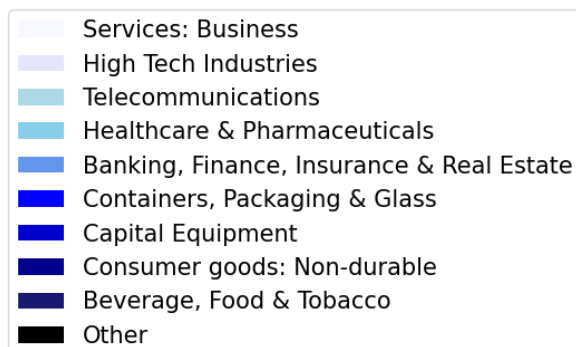 Services: Business
High Tech Industries
Telecommunications
Healthcare & Pharmaceuticals
Banking, Finance, Insurance & Real Estate
Containers, Packaging & Glass
Capital Equipment
Consumer goods: Non-durable
Beverage, Food & Tobacco
Other